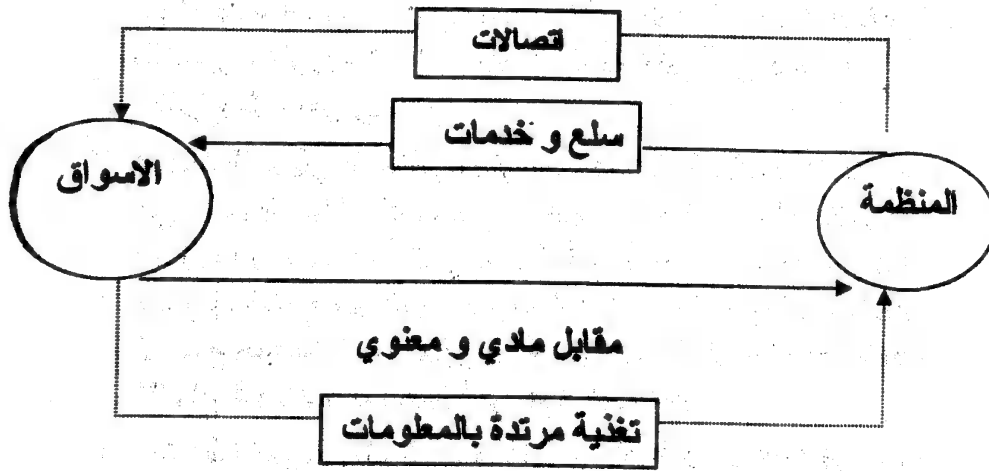 اتصالات
سلع و خدمات
المنظمة
الاسواق
مقابل مادي و معنوي
تغذية مرتدة بالمعلومات